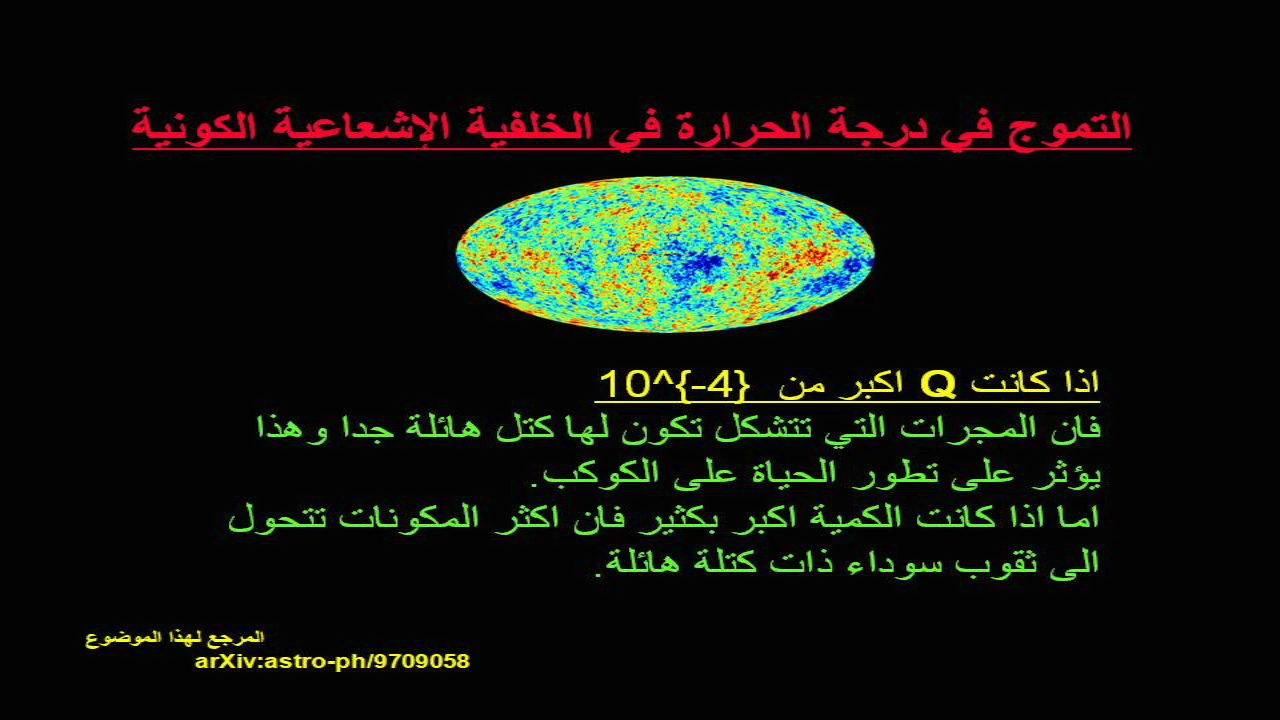 التموج في درجة الحرارة في الخلفية الإشعاعية الكونية
اذا كانت Q اكبر من 10^{-4}
فان المجرات التي تتشكل تكون لها كتل هائلة جدا وهذا
يؤثر على تطور الحياة على الكوكب.
اما اذا كانت الكمية اكبر بكثير فان اكثر المكونات تتحول
الى ثقوب سوداء ذات كتلة هائلة.
المرجع لهذا الموضوع
arXiv:astro-ph/9709058